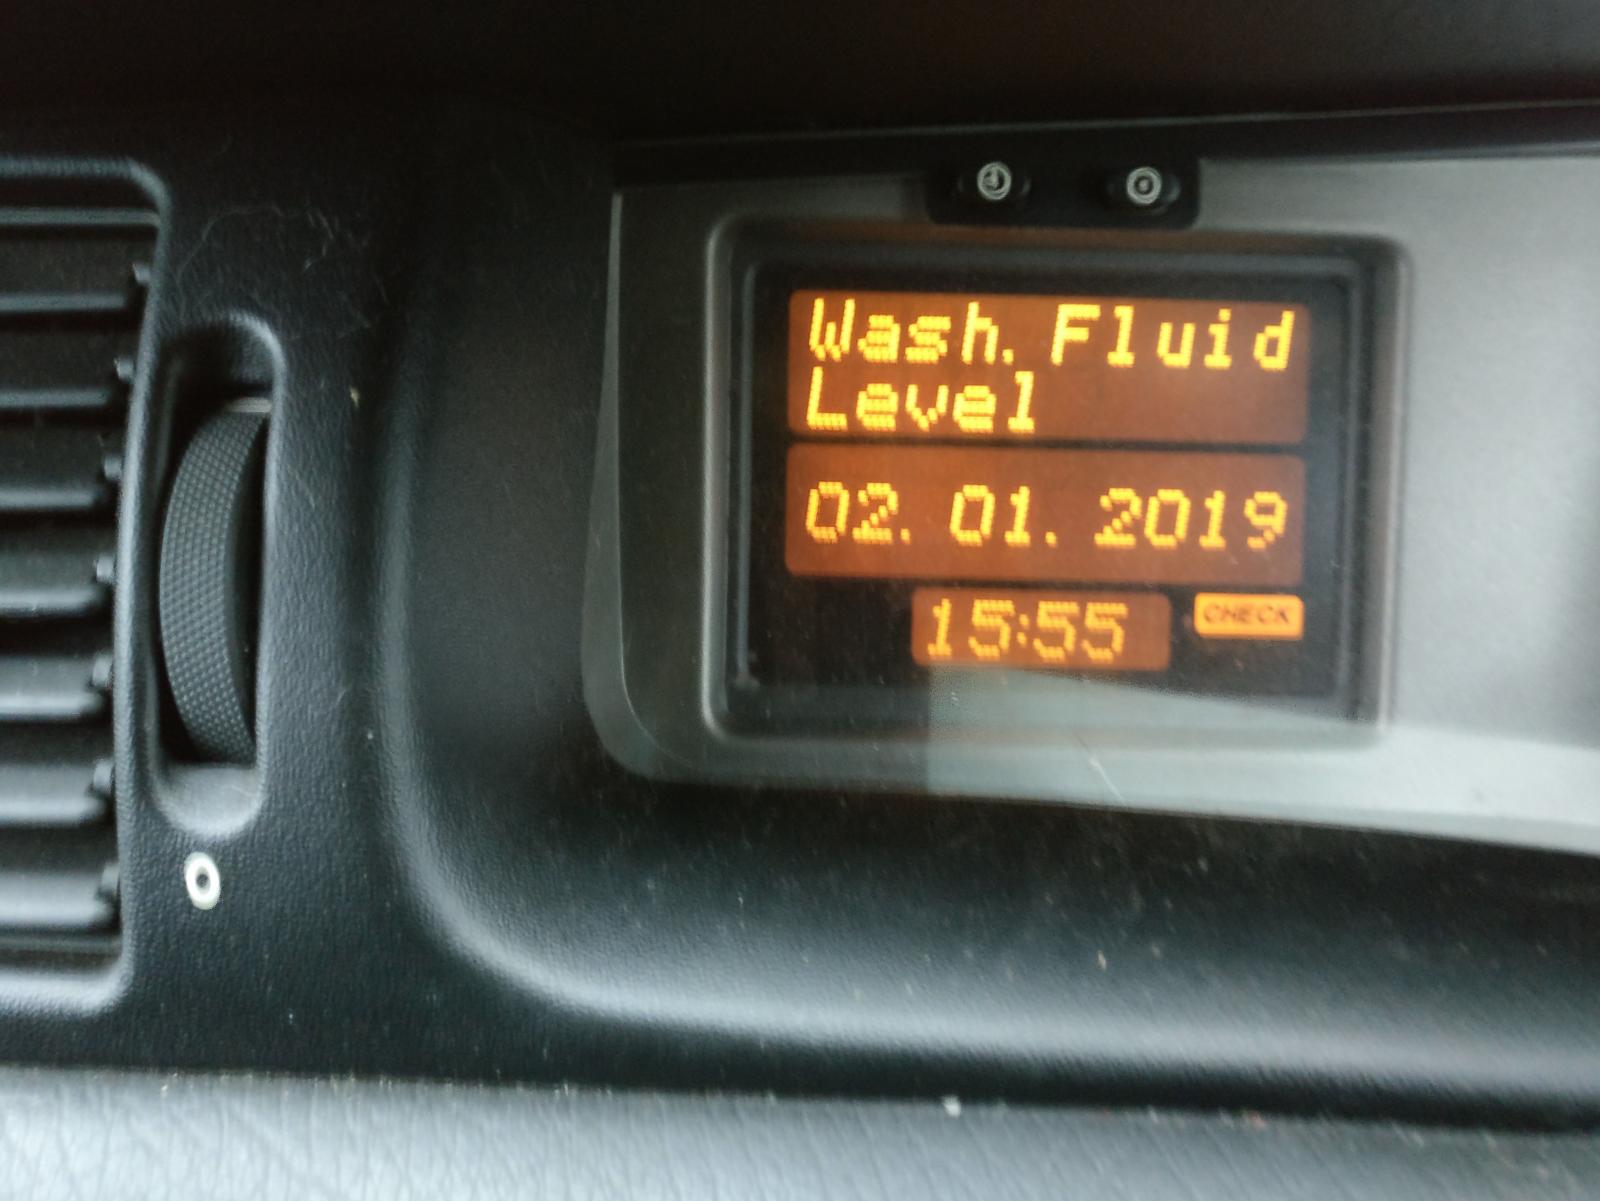 Wash. Fluid
Level
02. 01. 2019
15:55
CHECK